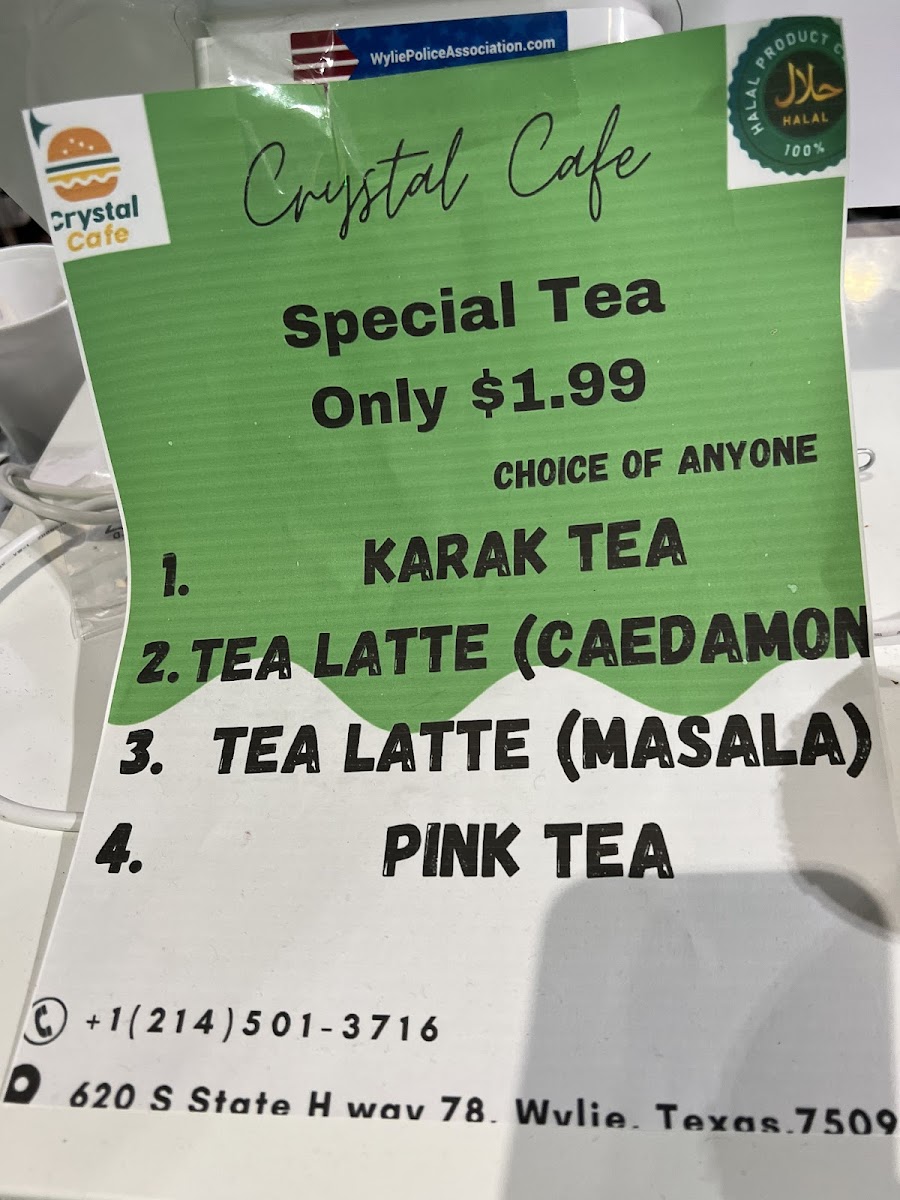 WyliePoliceAssociation.com
Crystal
Cafe
Crystal Cafe
HALAL PRODUCT C
حلال
HALAL
100%
Special Tea
Only $1.99
CHOICE OF ANYONE
1. KARAK TEA
2. TEA LATTE (CAEDAMON
3. TEA LATTE (MASALA)
4. PINK TEA
+1(214)501-3716
620 S State H way 78, Wylie, Texas,7509